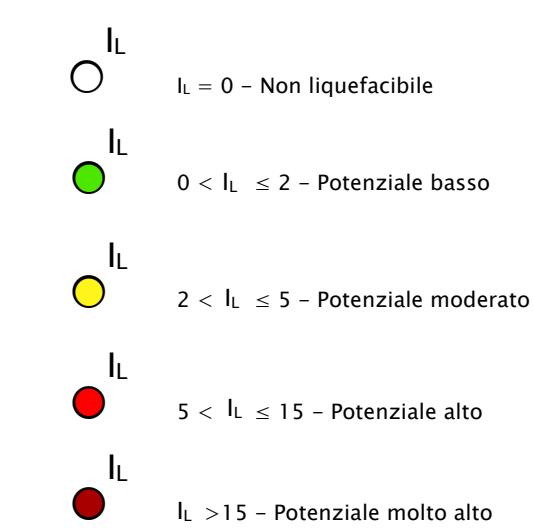 IL
IL = 0 – Non liquefacibile
IL
0 < IL ≤ 2 – Potenziale basso
IL
2 < IL ≤ 5 – Potenziale moderato
IL
5 < IL ≤ 15 – Potenziale alto
IL
IL >15 – Potenziale molto alto